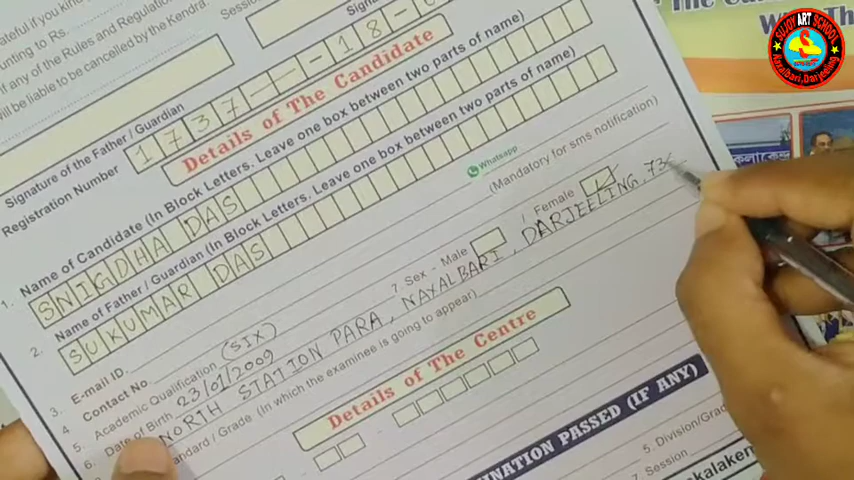 ateful if you kind
unting to Rs.
if any of the Rules and Regulation
will be liable to be cancelled by the Kendra.
Session
Signature of the Father / Guardian
Registration Number 1737---18-
Details of The Candidate
1. Name of Candidate (In Block Letters. Leave one box between two parts of Name)
SNIGDHA DAS
2. Name of Father / Guardian (In Block Letters. Leave one box between two parts of Name)
SUKUMAR DAS
3. E-mail ID
4. Contact No. WhatsApp (Mandatory for sms notification)
5. Academic Qualification (SIX) 7. Sex - Male / Female
6. Date of Birth 23/01/2009
NORTH STATION PARA, NAXALBARI, DARJEELING, 73
Standard / Grade (In which the examinee is going to appear)
Details of The Centre
MINATION PASSED (IF ANY)
5. Division/Grad
7. Session
SUJOY ART
Naxalbari, Darjeeling